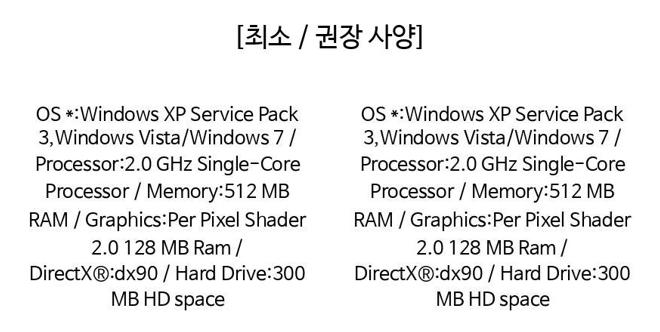 [최소 / 권장 사양]
OS *:Windows XP Service Pack
3,Windows Vista/Windows 7 /
Processor:2.0 GHz Single-Core
Processor / Memory:512 MB
RAM / Graphics:Per Pixel Shader
2.0 128 MB Ram /
DirectX®:dx90 / Hard Drive:300
MB HD space
OS *:Windows XP Service Pack
3,Windows Vista/Windows 7 /
Processor:2.0 GHz Single-Core
Processor / Memory:512 MB
RAM / Graphics:Per Pixel Shader
2.0 128 MB Ram /
DirectX®:dx90 / Hard Drive:300
MB HD space